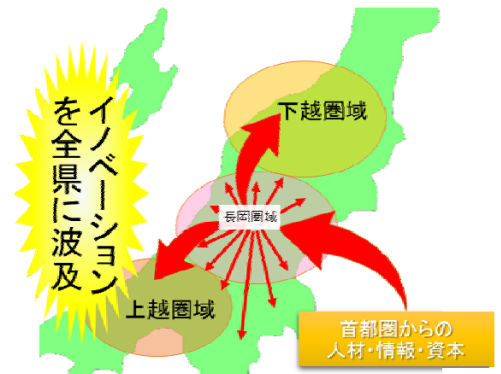 イノベーション
を全県に波及
下越圏域
長岡圏域
上越圏域
首都圏からの
人材・情報・資本